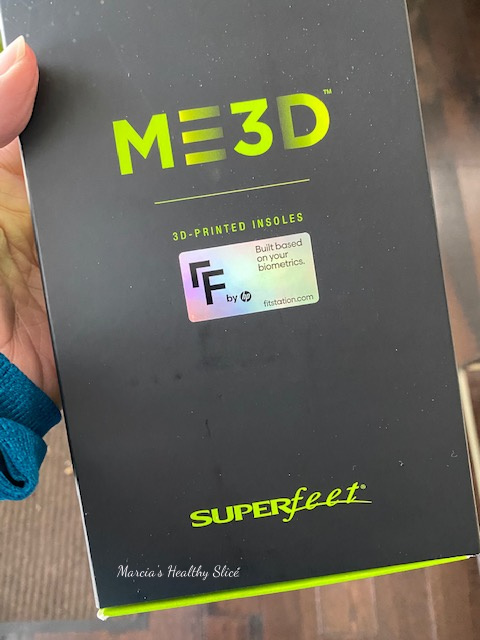 ME3D™
3D-PRINTED INSOLES
Built based
on your
biometrics.
FF by hp
fitstation.com
SUPERfeet®
Marcia's Healthy Slice